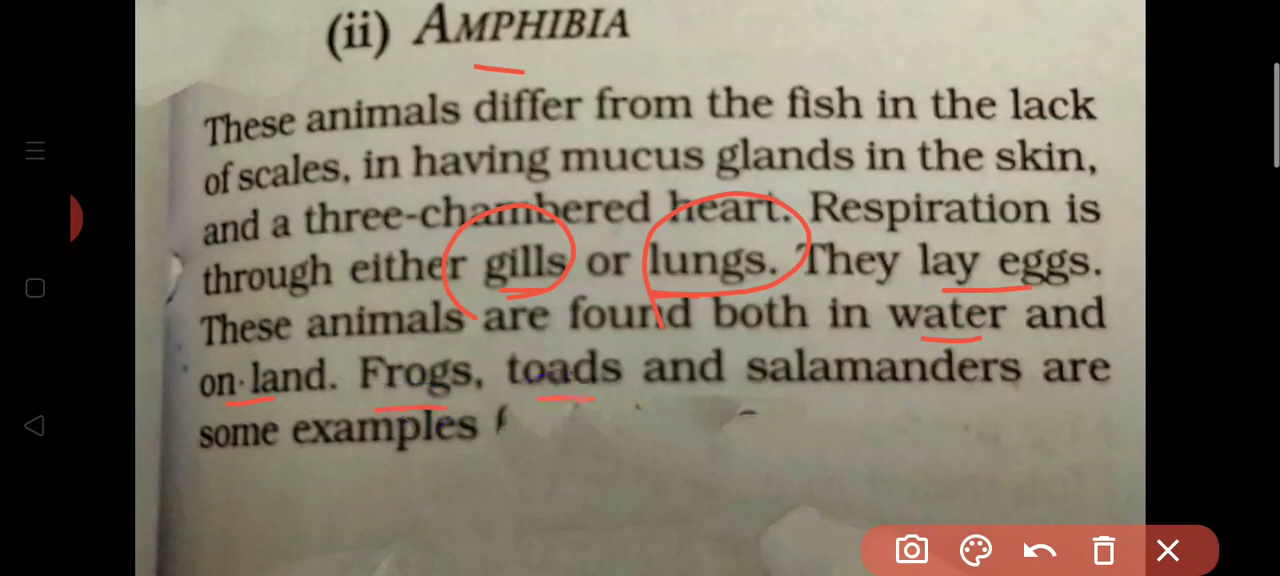 (ii) AMPHIBIA
These animals differ from the fish in the lack
of scales, in having mucus glands in the skin,
and a three-chambered heart. Respiration is
through either gills or lungs. They lay eggs.
These animals are found both in water and
on land. Frogs, toads and salamanders are
some examples